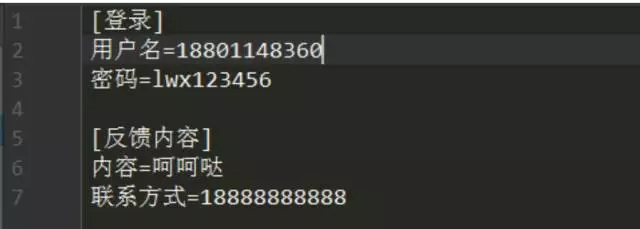 1 [登录]
2 用户名=18801148360
3 密码=lwx123456
4
5 [反馈内容]
6 内容=呵呵哒
7 联系方式=18888888888